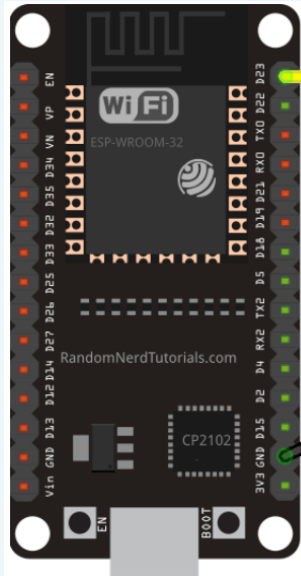 EN
VP
VN
D34
D35
D32
D33
D25
D26
D27
D14
D12
D13
GND
Vin
WiFi
ESP-WROOM-32
RandomNerdTutorials.com
CP2102
EN
BOOT
D23
D22
TX0
RX0
D21
D19
D18
D5
TX2
RX2
D4
D2
D15
GND
3V3